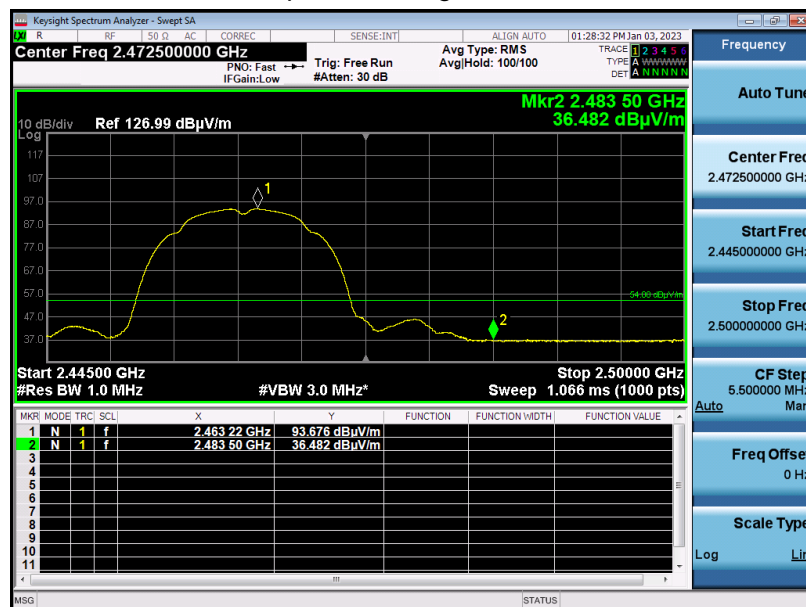 Keysight Spectrum Analyzer - Swept SA
LXI R RF 50 Ω AC CORREC SENSE:INT ALIGN AUTO 01:28:32 PM Jan 03, 2023
Center Freq 2.472500000 GHz
PNO: Fast
IFGain:Low
Trig: Free Run
#Atten: 30 dB
Avg Type: RMS
Avg|Hold: 100/100
TRACE 1 2 3 4 5 6
TYPE A WWWWW
DET A N N N N N
Mkr2 2.483 50 GHz
36.482 dBµV/m
10 dB/div Ref 126.99 dBµV/m
Log
117
107
97.0
87.0
77.0
67.0
57.0
47.0
37.0
1
2
54.00 dBµV/m
Start 2.44500 GHz Stop 2.50000 GHz
#Res BW 1.0 MHz #VBW 3.0 MHz* Sweep 1.066 ms (1000 pts)
MKR MODE TRC SCL X Y FUNCTION FUNCTION WIDTH FUNCTION VALUE
1 N 1 f 2.463 22 GHz 93.676 dBµV/m
2 N 1 f 2.483 50 GHz 36.482 dBµV/m
3
4
5
6
7
8
9
10
11
MSG STATUS
Frequency
Auto Tune
Center Freq
2.472500000 GHz
Start Freq
2.445000000 GHz
Stop Freq
2.500000000 GHz
CF Step
5.500000 MHz
Auto Man
Freq Offset
0 Hz
Scale Type
Log Lin